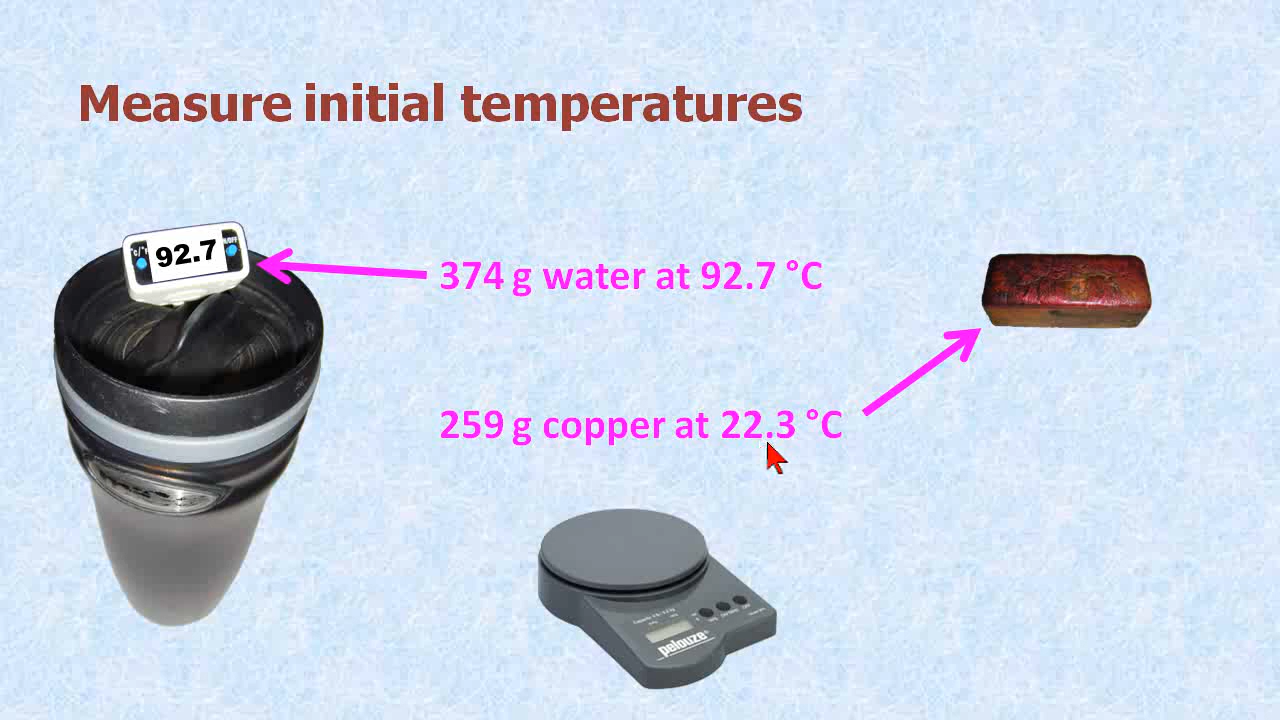 Measure initial temperatures
92.7
374 g water at 92.7 °C
259 g copper at 22.3 °C
pelouze